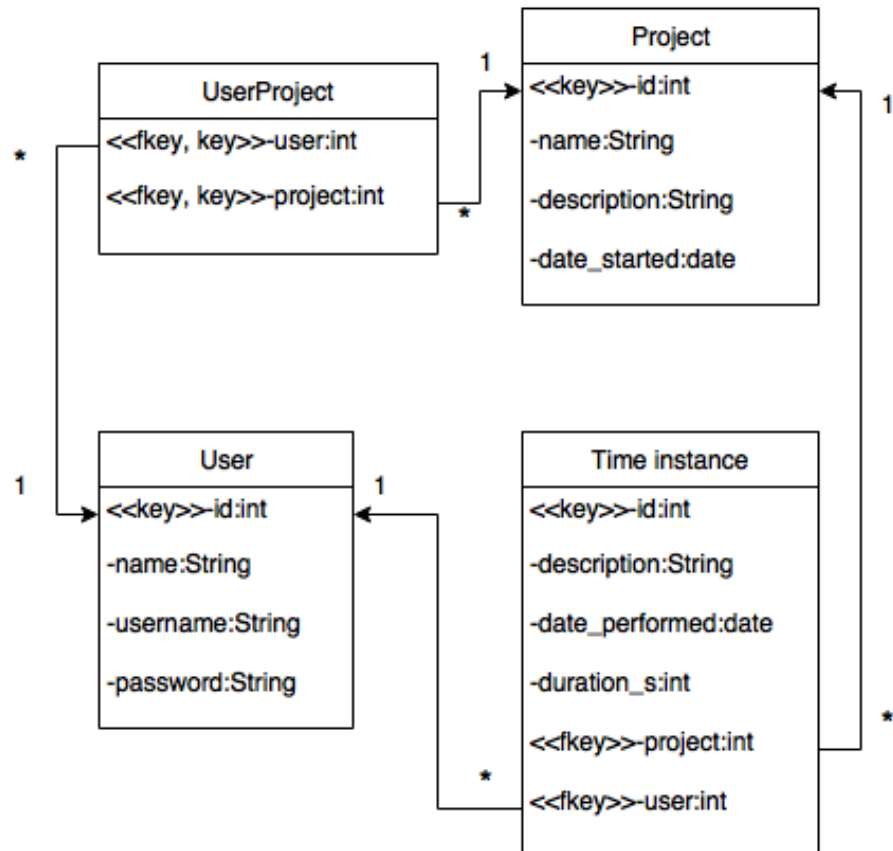 UserProject
<<fkey, key>>-user:int
<<fkey, key>>-project:int
*
*
1
Project
<<key>>-id:int
-name:String
-description:String
-date_started:date
1
1
User
<<key>>-id:int
-name:String
-username:String
-password:String
1
*
Time instance
<<key>>-id:int
-description:String
-date_performed:date
-duration_s:int
<<fkey>>-project:int
<<fkey>>-user:int
*